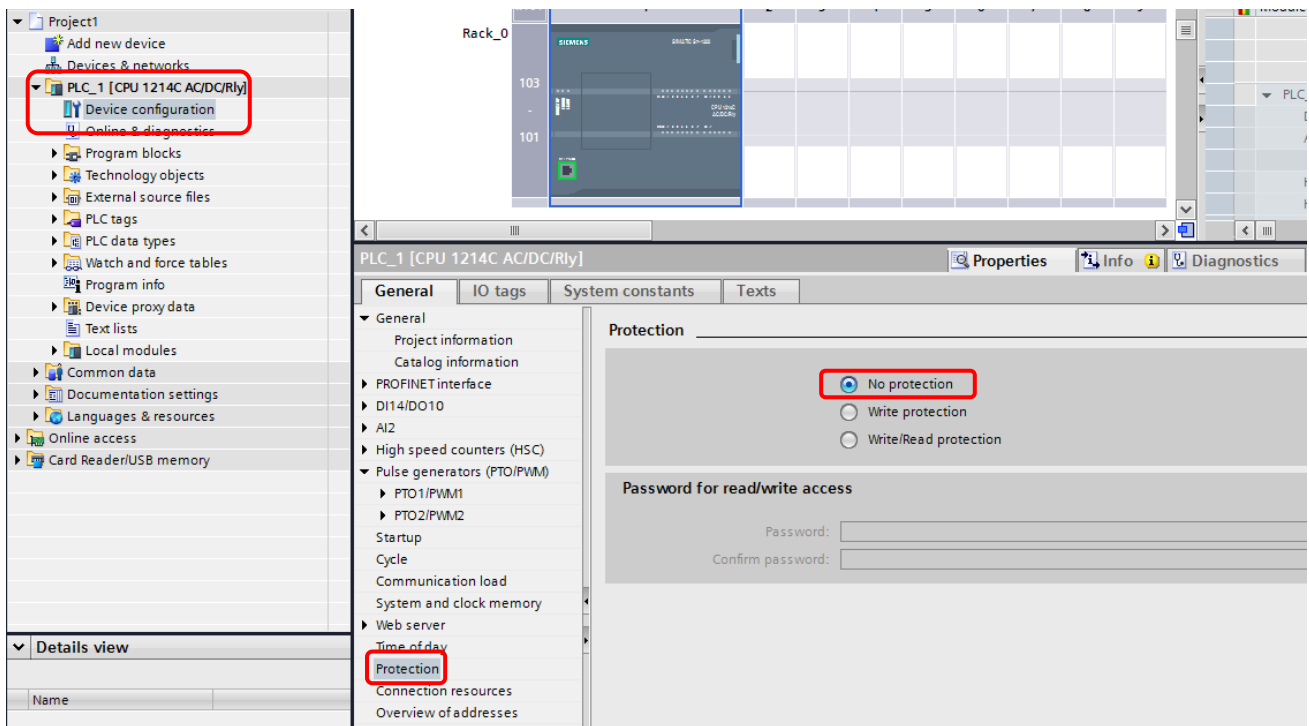 Project1
Add new device
Devices & networks
PLC_1 [CPU 1214C AC/DC/Rly]
Device configuration
Online & diagnostics
Program blocks
Technology objects
External source files
PLC tags
PLC data types
Watch and force tables
Program info
Device proxy data
Text lists
Local modules
Common data
Documentation settings
Languages & resources
Online access
Card Reader/USB memory
Details view
Name
Rack_0
103
-
101
SIEMENS
PLC_1 [CPU 1214C AC/DC/Rly]
Properties
Info
Diagnostics
General
IO tags
System constants
Texts
General
Project information
Catalog information
PROFINET interface
DI14/DO10
AI2
High speed counters (HSC)
Pulse generators (PTO/PWM)
PTO1/PWM1
PTO2/PWM2
Startup
Cycle
Communication load
System and clock memory
Web server
Time of day
Protection
Connection resources
Overview of addresses
Protection
No protection
Write protection
Write/Read protection
Password for read/write access
Password:
Confirm password: